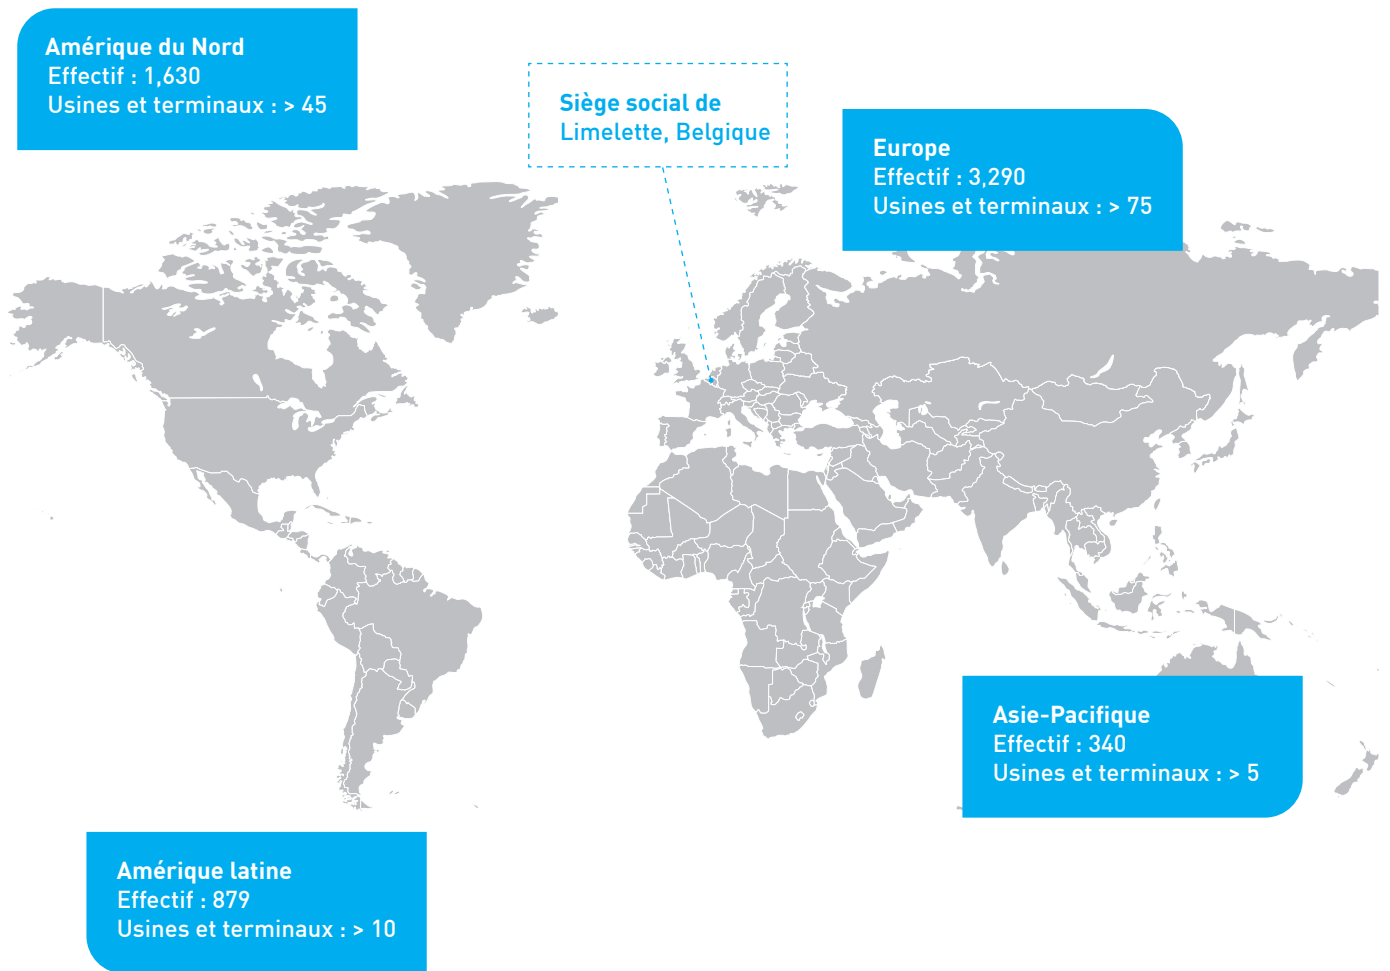 Amérique du Nord
Effectif : 1,630
Usines et terminaux : > 45
Siège social de
Limelette, Belgique
Europe
Effectif : 3,290
Usines et terminaux : > 75
Asie-Pacifique
Effectif : 340
Usines et terminaux : > 5
Amérique latine
Effectif : 879
Usines et terminaux : > 10